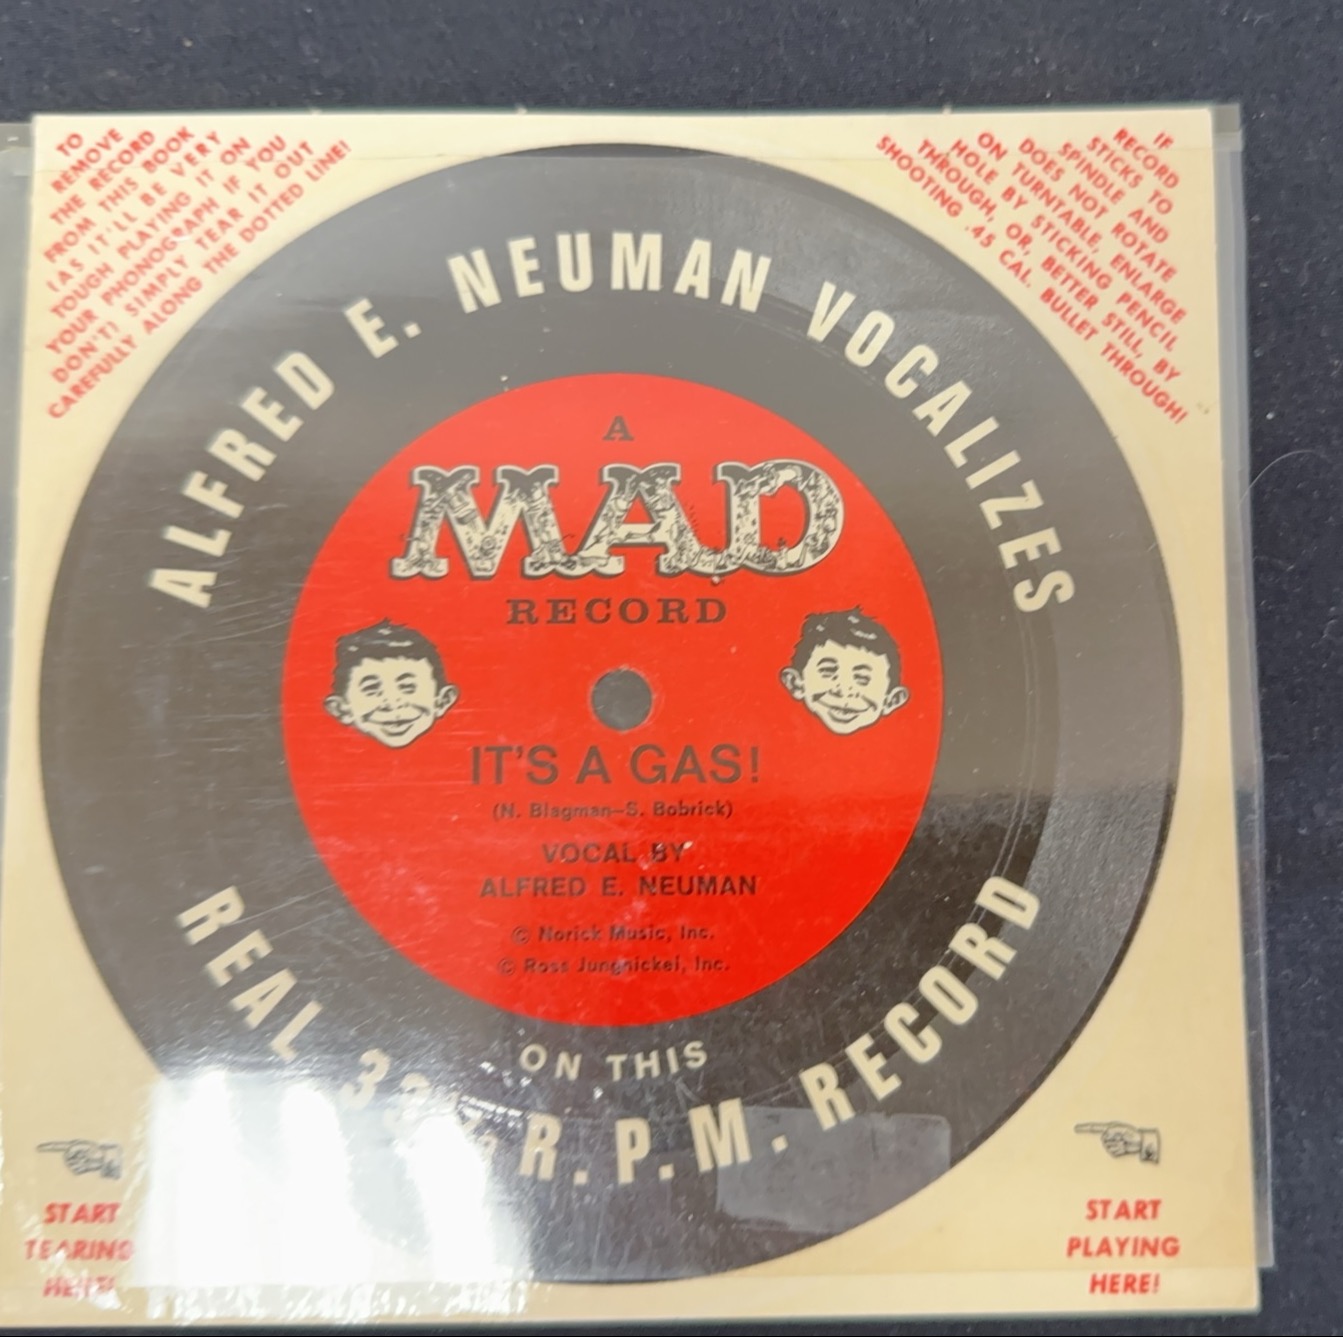 TO
REMOVE
THE RECORD
FROM THIS BOOK
(AS IT'LL BE VERY
TOUGH PLAYING IT ON
YOUR PHONOGRAPH IF YOU
DON'T) SIMPLY TEAR IT OUT
CAREFULLY ALONG THE DOTTED LINE!
IF
RECORD
STICKS TO
SPINDLE AND
DOES NOT ROTATE
ON TURNTABLE, ENLARGE
HOLE BY STICKING PENCIL
THROUGH, OR, BETTER STILL, BY
SHOOTING .45 CAL. BULLET THROUGH!
ALFRED E. NEUMAN VOCALIZES
A
MAD
RECORD
IT'S A GAS!
(N. Blagman—S. Bobrick)
VOCAL BY
ALFRED E. NEUMAN
© Norick Music, Inc.
© Ross Jungnickel, Inc.
ON THIS
REAL 33⅓ R.P.M. RECORD
START
TEARING
HERE!
START
PLAYING
HERE!